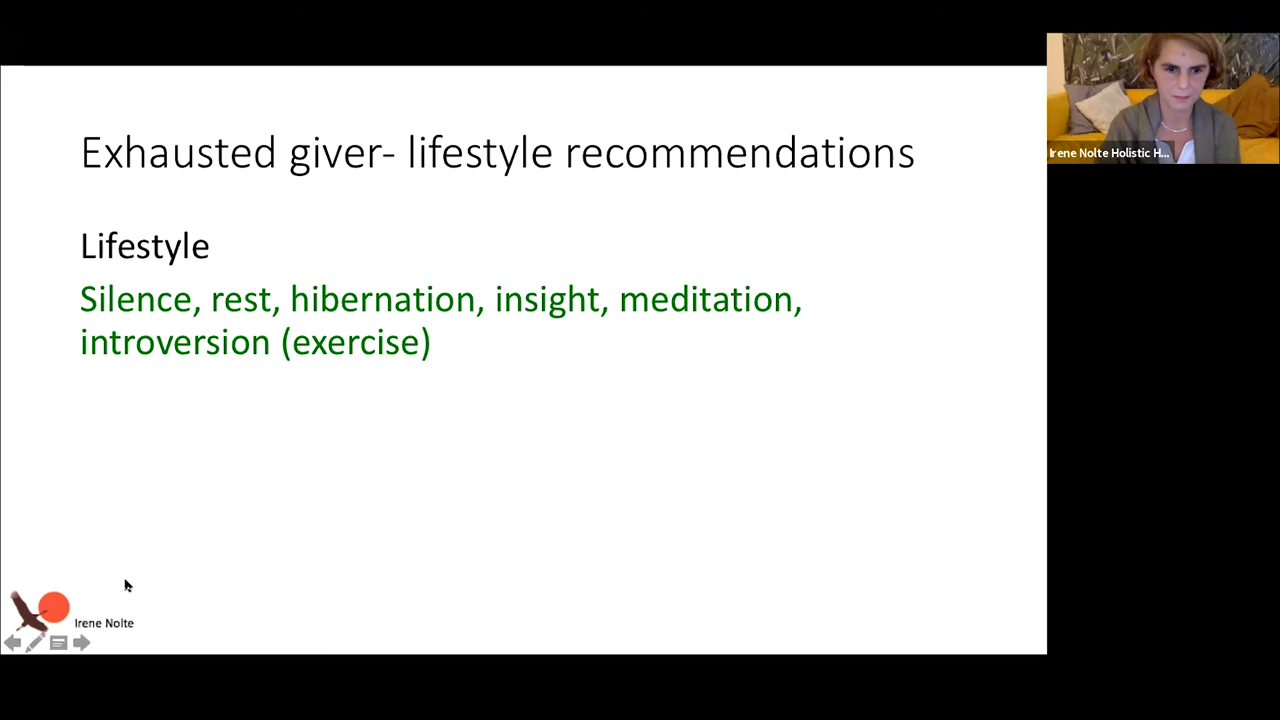 Exhausted giver- lifestyle recommendations
Lifestyle
Silence, rest, hibernation, insight, meditation,
introversion (exercise)
Irene Nolte
Irene Nolte Holistic H...